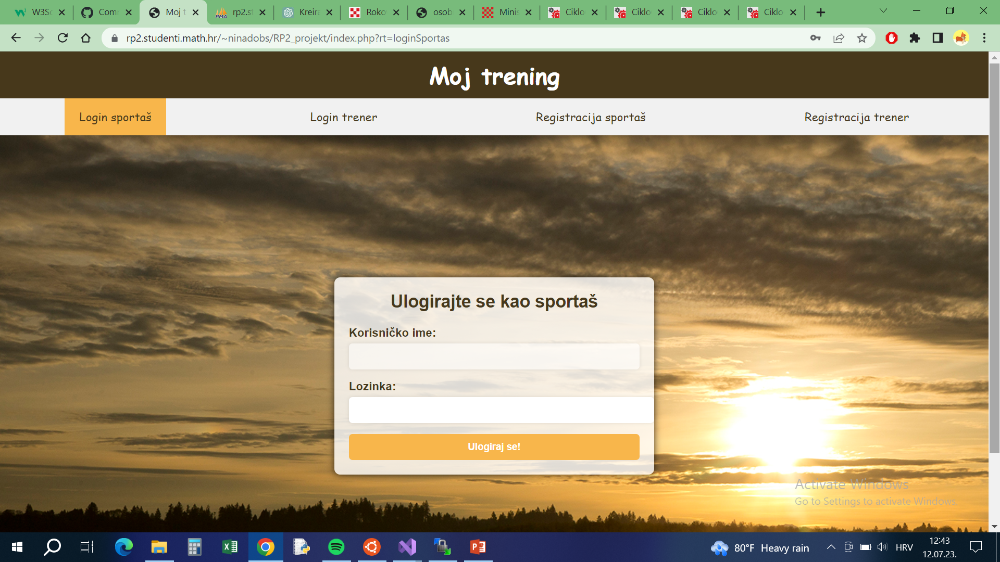 W3Sc
Comm
Moj t
rp2.st
Kreira
Roko
osob
Minis
Ciklo
Ciklo
Ciklo
Ciklo
rp2.studenti.math.hr/~ninadobs/RP2_projekt/index.php?rt=loginSportas
Moj trening
Login sportaš
Login trener
Registracija sportaš
Registracija trener
Ulogirajte se kao sportaš
Korisničko ime:
Lozinka:
Ulogiraj se!
Activate Windows
Go to Settings to activate Windows.
80°F Heavy rain
HRV
12:43
12.07.23.